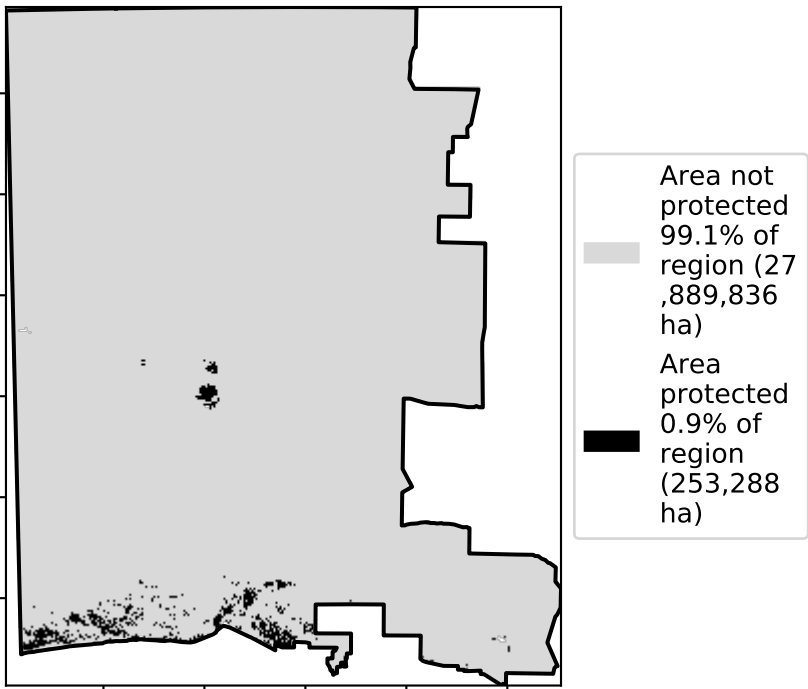 Area not
protected
99.1% of
region (27
,889,836
ha)
Area
protected
0.9% of
region
(253,288
ha)